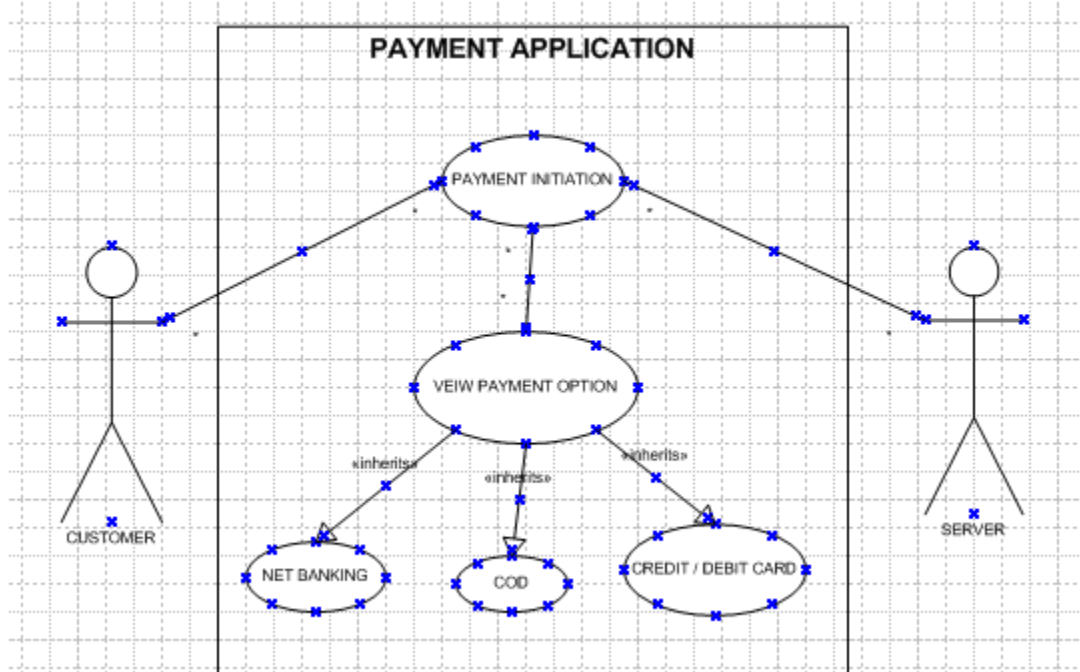 PAYMENT APPLICATION
PAYMENT INITIATION
VEIW PAYMENT OPTION
«inherits»
«inherits»
«inherits»
NET BANKING
COD
CREDIT / DEBIT CARD
CUSTOMER
SERVER